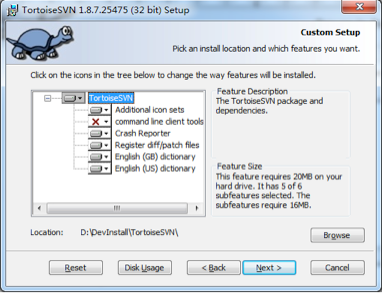 TortoiseSVN 1.8.7.25475 (32 bit) Setup
Custom Setup
Pick an install location and which features you want.
Click on the icons in the tree below to change the way features will be installed.
TortoiseSVN
Additional icon sets
command line client tools
Crash Reporter
Register diff/patch files
English (GB) dictionary
English (US) dictionary
Feature Description
The TortoiseSVN package and
dependencies.
Feature Size
This feature requires 20MB on your
hard drive. It has 5 of 6
subfeatures selected. The
subfeatures require 16MB.
Location: D:\DevInstall\TortoiseSVN\
Browse
Reset Disk Usage < Back Next > Cancel